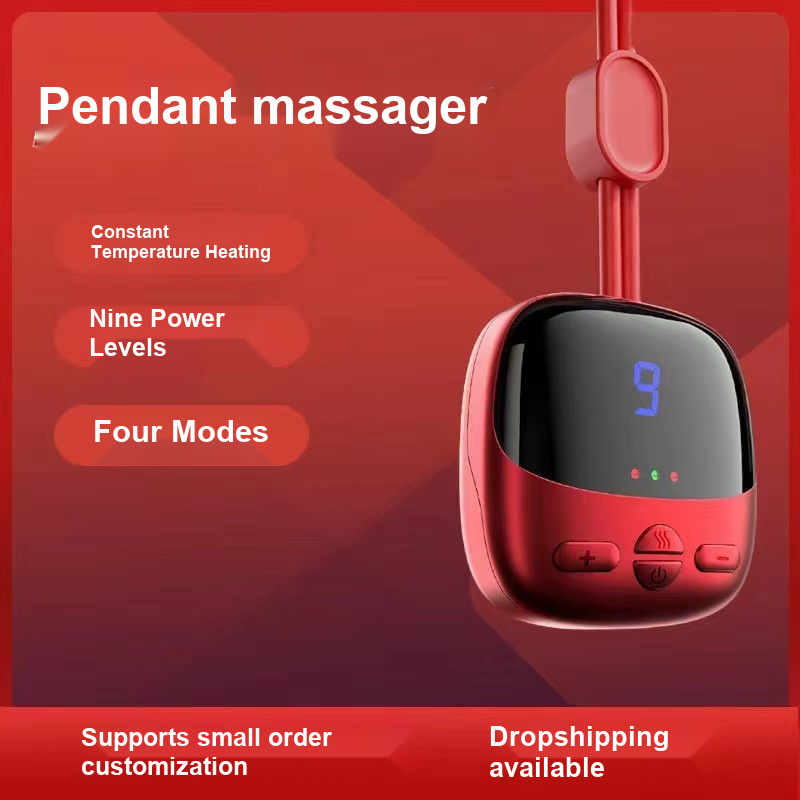 Pendant massager
Constant
Temperature Heating
Nine Power
Levels
Four Modes
9
Supports small order
customization
Dropshipping
available